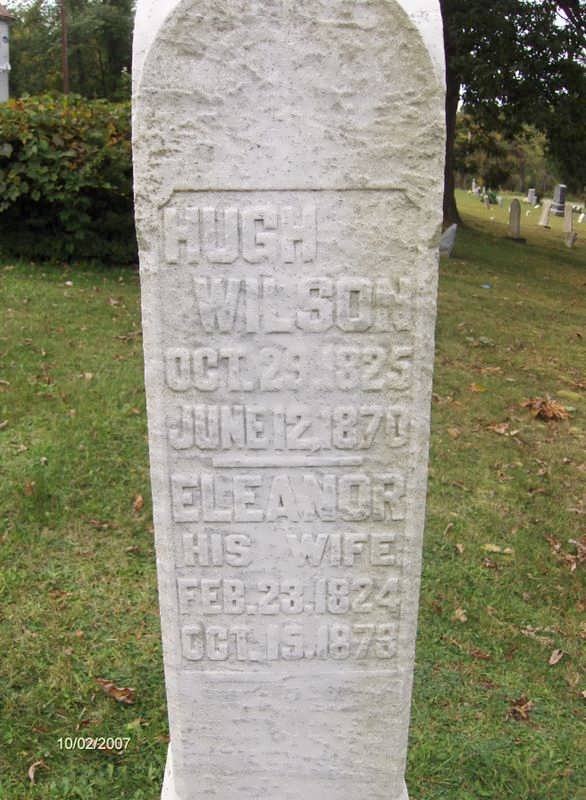 HUGH
WILSON
OCT. 29. 1825
JUNE 12, 1870
ELEANOR
HIS WIFE
FEB. 23. 1824
OCT. 15. 1873
10/02/2007